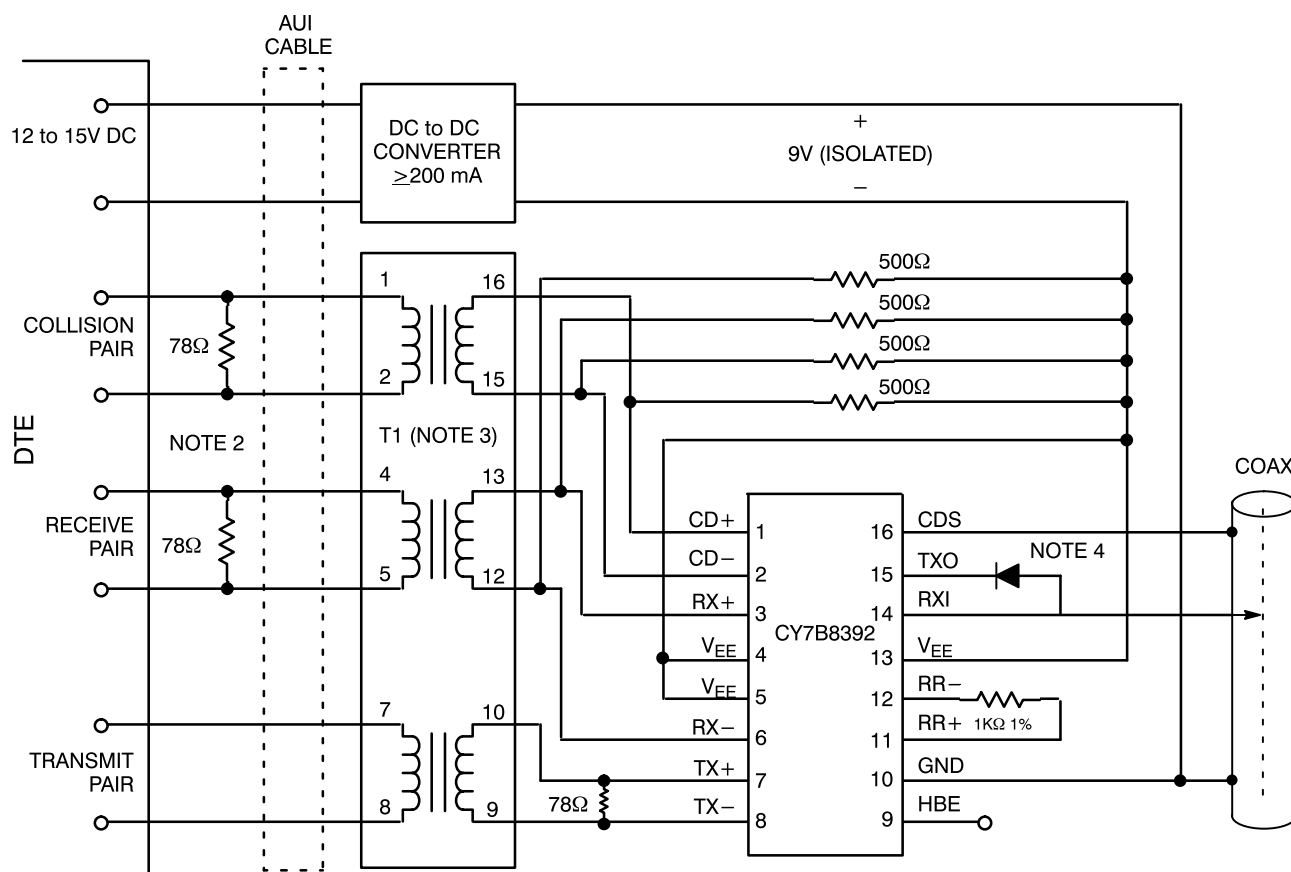 AUI
CABLE
12 to 15V DC
DC to DC
CONVERTER
≥200 mA
+
9V (ISOLATED)
−
500Ω
500Ω
500Ω
500Ω
1
16
COLLISION
PAIR
78Ω
2
15
DTE
NOTE 2
T1 (NOTE 3)
4
13
RECEIVE
PAIR
78Ω
5
12
7
10
TRANSMIT
PAIR
8
9
78Ω
COAX
CD+
1
16
CDS
CD−
2
15
TXO
NOTE 4
RX+
3
14
RXI
CY7B8392
VEE
4
13
VEE
VEE
5
12
RR−
1KΩ 1%
RX−
6
11
RR+
TX+
7
10
GND
TX−
8
9
HBE